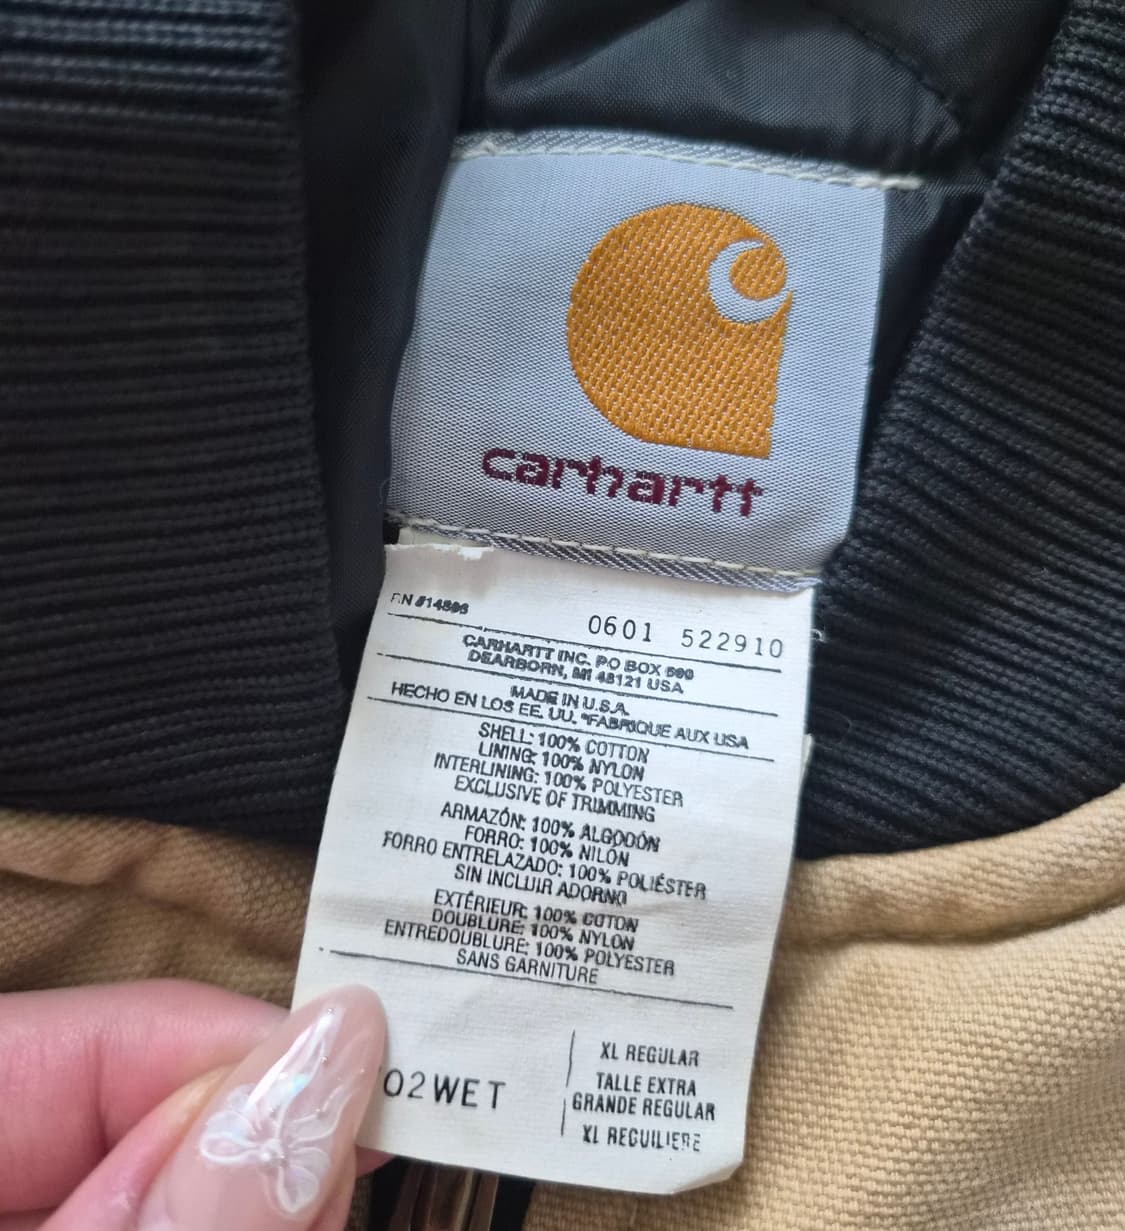 carhartt
RN #14806
0601 522910
CARHARTT INC. PO BOX 600
DEARBORN, MI 48121 USA
MADE IN U.S.A.
HECHO EN LOS EE. UU. *FABRIQUE AUX USA
SHELL: 100% COTTON
LINING: 100% NYLON
INTERLINING: 100% POLYESTER
EXCLUSIVE OF TRIMMING
ARMAZÓN: 100% ALGODÓN
FORRO: 100% NILÓN
FORRO ENTRELAZADO: 100% POLIÉSTER
SIN INCLUIR ADORNO
EXTÉRIEUR: 100% COTON
DOUBLURE: 100% NYLON
ENTREDOUBLURE: 100% POLYESTER
SANS GARNITURE
02WET
XL REGULAR
TALLE EXTRA
GRANDE REGULAR
XL REGUILIERE